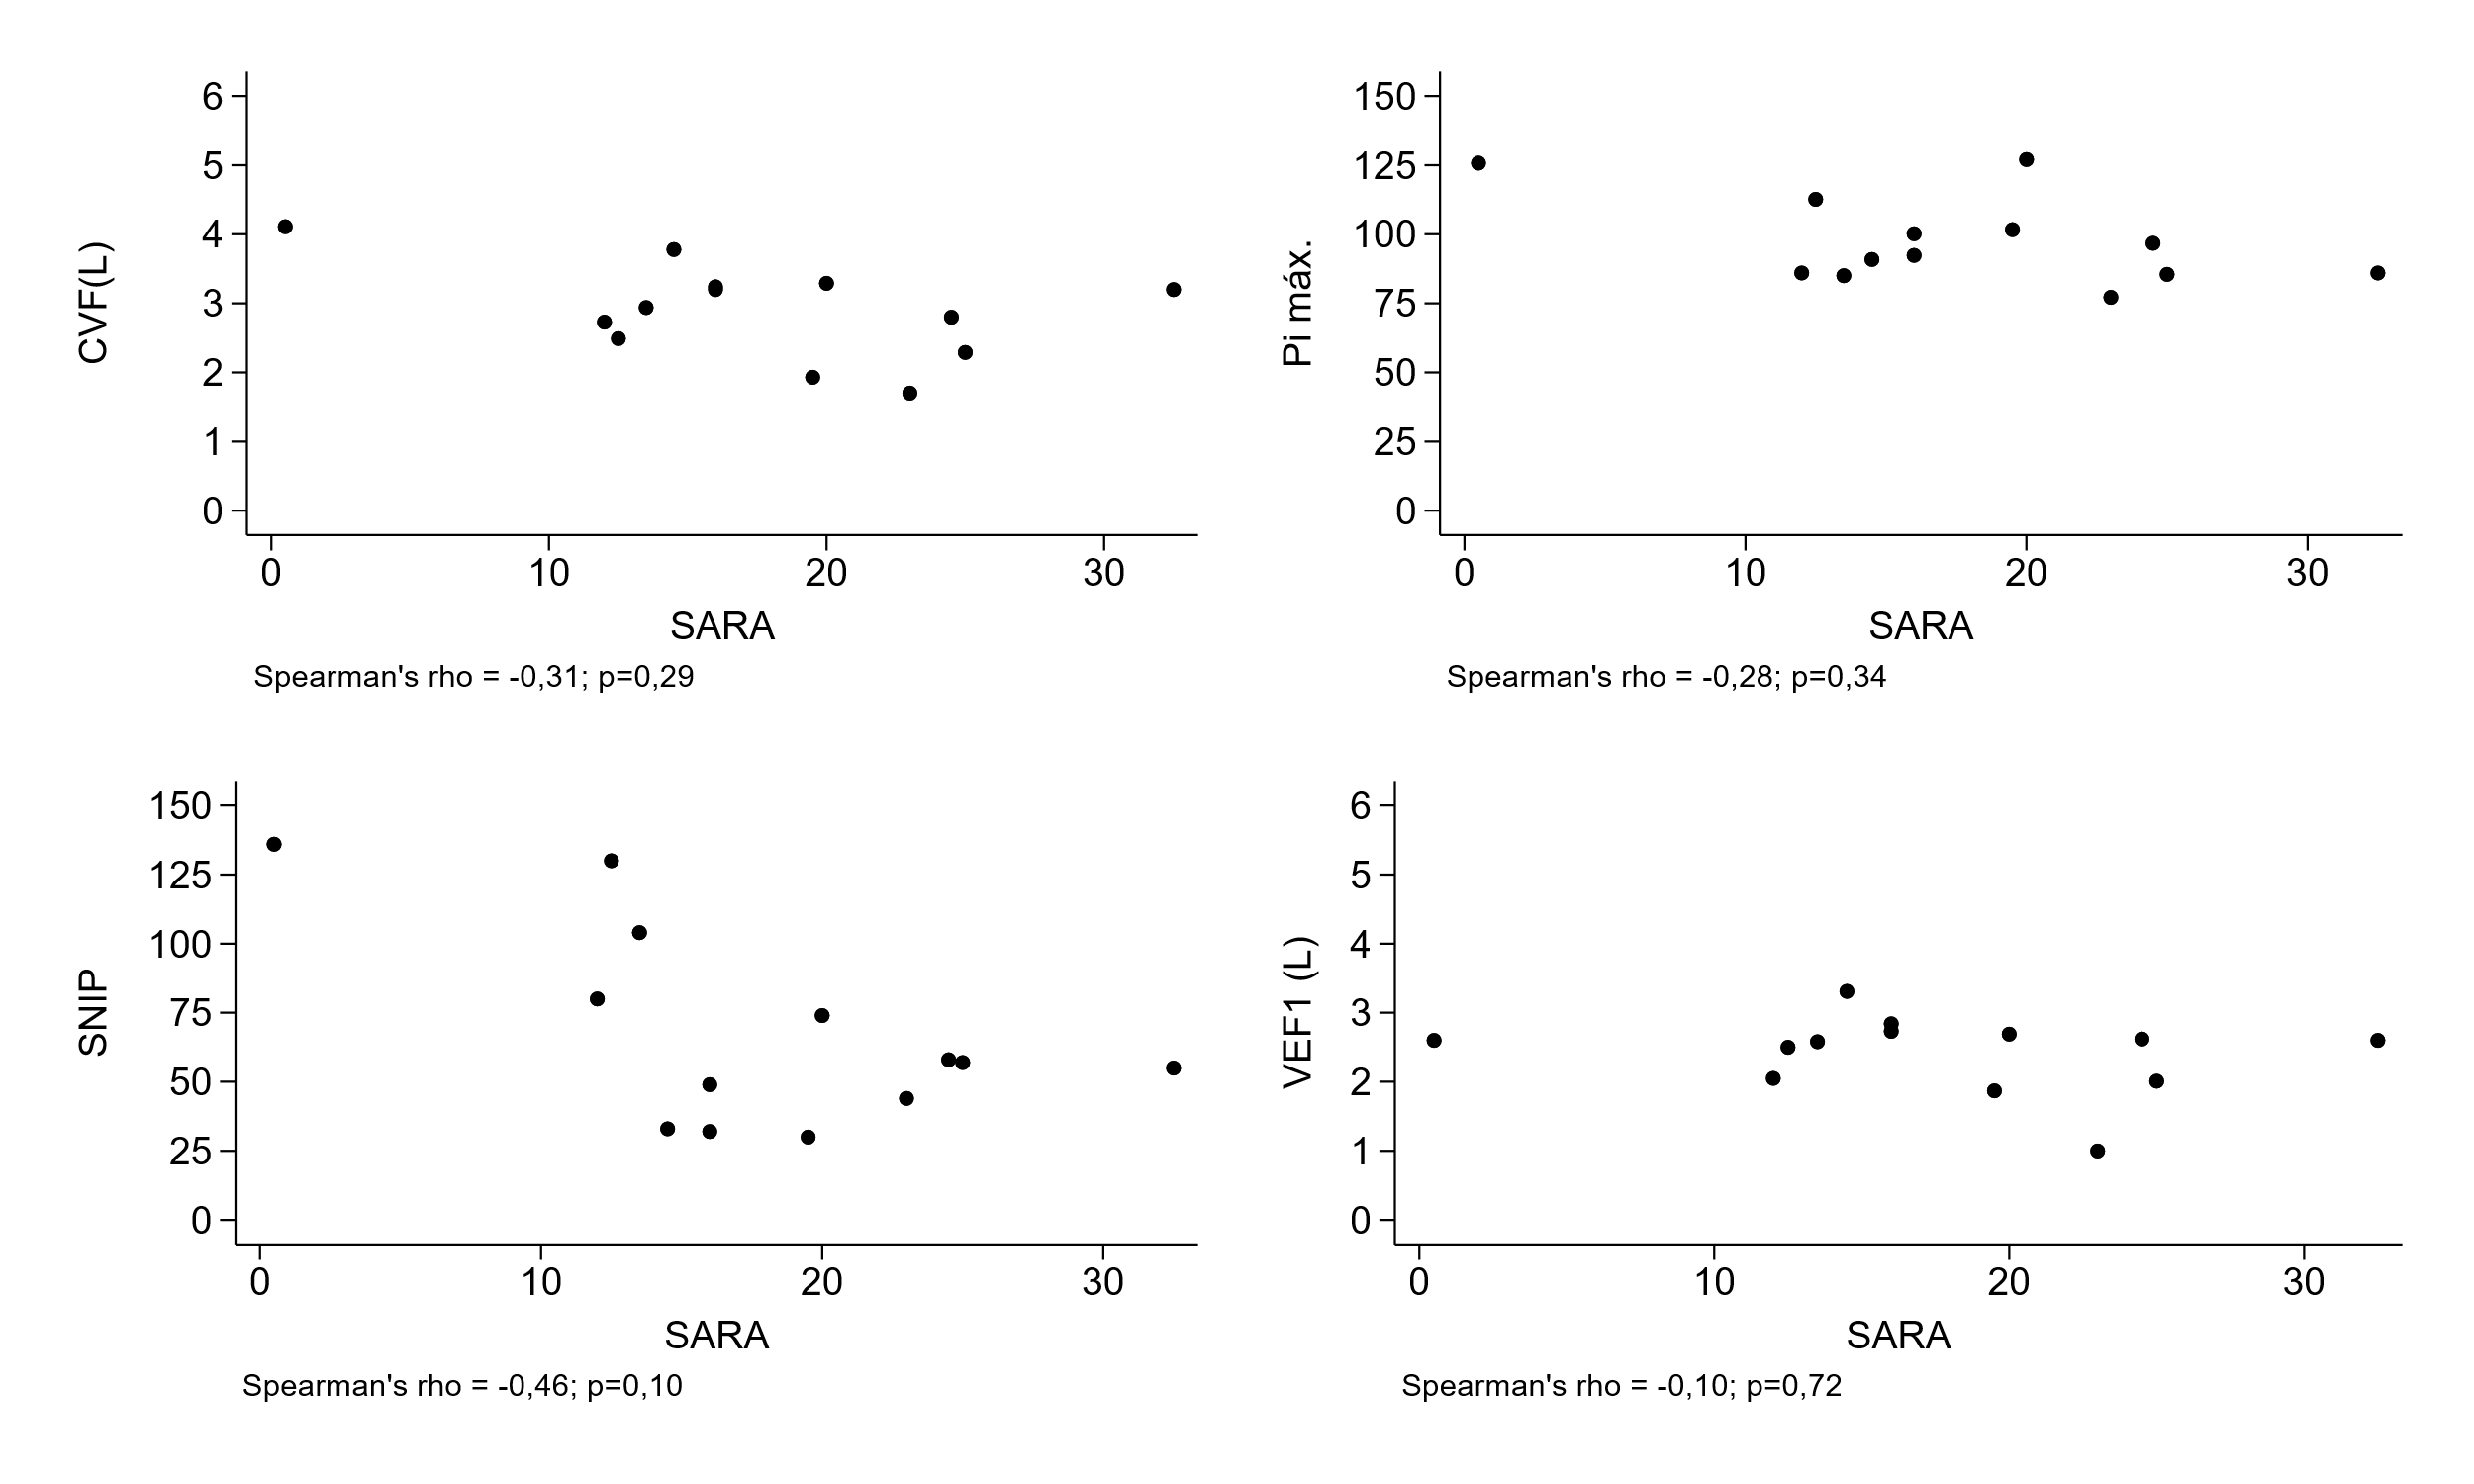 6
5
4
3
2
1
0
CVF(L)
0 10 20 30
SARA
Spearman's rho = -0,31; p=0,29
150
125
100
75
50
25
0
Pi máx.
0 10 20 30
SARA
Spearman's rho = -0,28; p=0,34
150
125
100
75
50
25
0
SNIP
0 10 20 30
SARA
Spearman's rho = -0,46; p=0,10
6
5
4
3
2
1
0
VEF1 (L)
0 10 20 30
SARA
Spearman's rho = -0,10; p=0,72